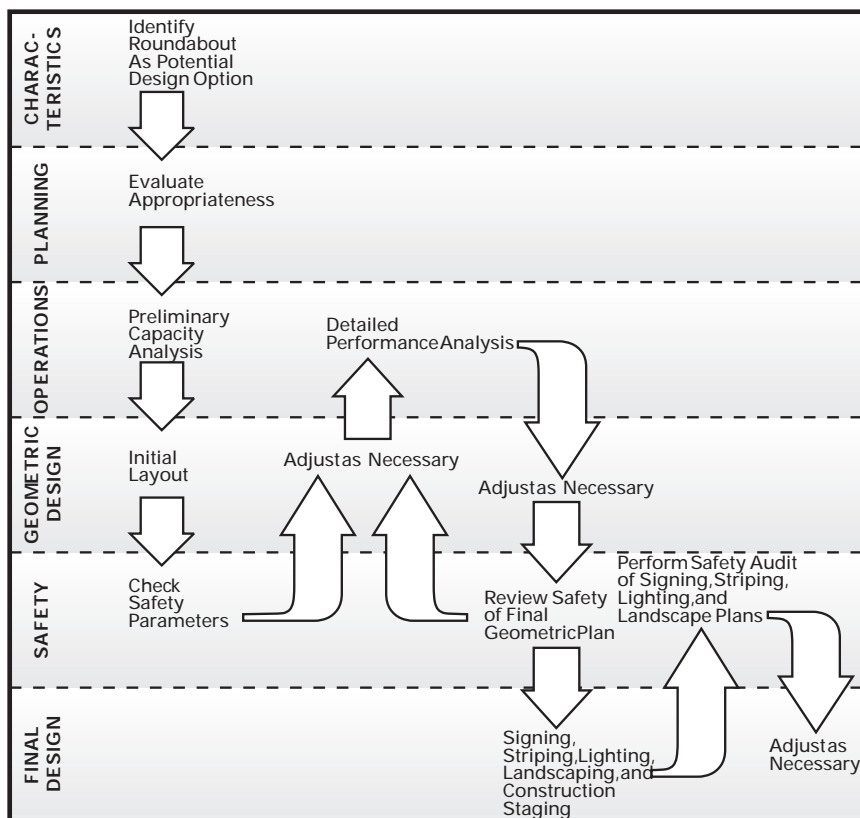 CHARAC-
TERISTICS
Identify
Roundabout
As Potential
Design Option
PLANNING
Evaluate
Appropriateness
OPERATIONS
Preliminary
Capacity
Analysis
Detailed
Performance Analysis
GEOMETRIC
DESIGN
Initial
Layout
Adjustas Necessary
Adjustas Necessary
SAFETY
Check
Safety
Parameters
Review Safety
of Final
GeometricPlan
Perform Safety Audit
of Signing,Striping,
Lighting,and
Landscape Plans
FINAL
DESIGN
Signing,
Striping,Lighting,
Landscaping,and
Construction
Staging
Adjustas
Necessary